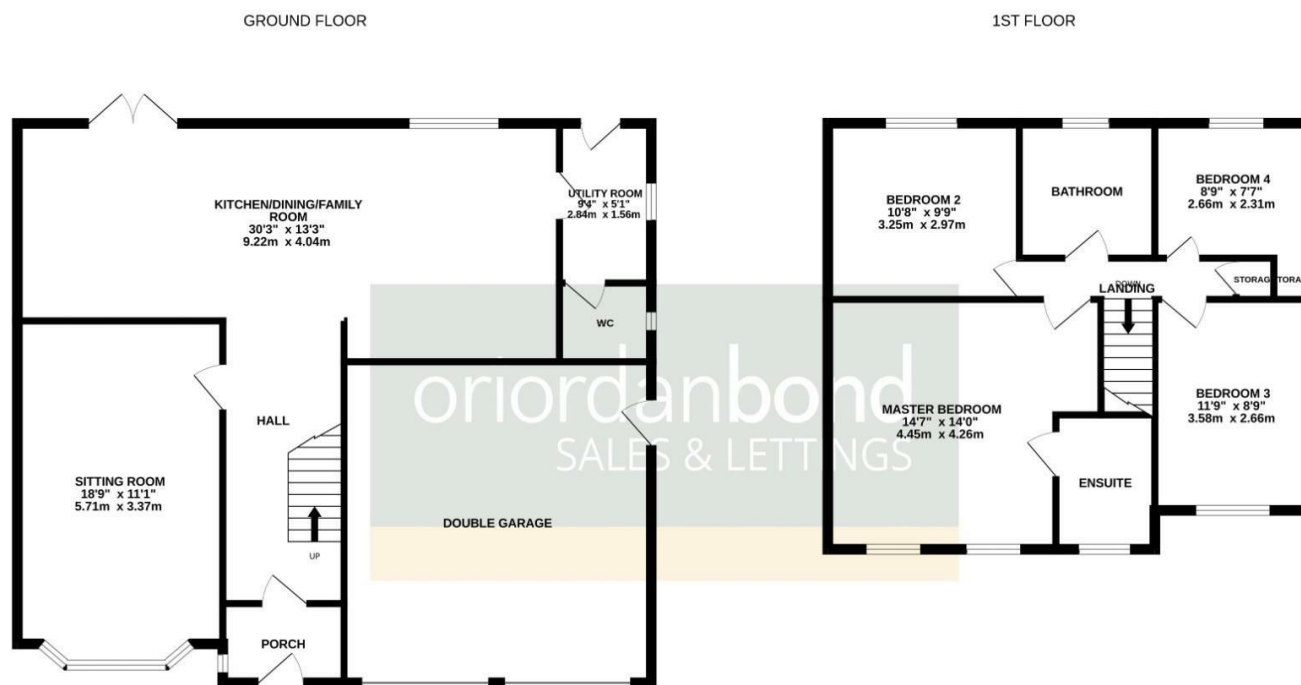 GROUND FLOOR
KITCHEN/DINING/FAMILY
ROOM
30'3" x 13'3"
9.22m x 4.04m
UTILITY ROOM
9'4" x 5'1"
2.84m x 1.56m
WC
HALL
SITTING ROOM
18'9" x 11'1"
5.71m x 3.37m
UP
PORCH
DOUBLE GARAGE
oriordanbond
SALES & LETTINGS
1ST FLOOR
BEDROOM 2
10'8" x 9'9"
3.25m x 2.97m
BATHROOM
BEDROOM 4
8'9" x 7'7"
2.66m x 2.31m
STORAGE
STORA
DOWN
LANDING
MASTER BEDROOM
14'7" x 14'0"
4.45m x 4.26m
ENSUITE
BEDROOM 3
11'9" x 8'9"
3.58m x 2.66m